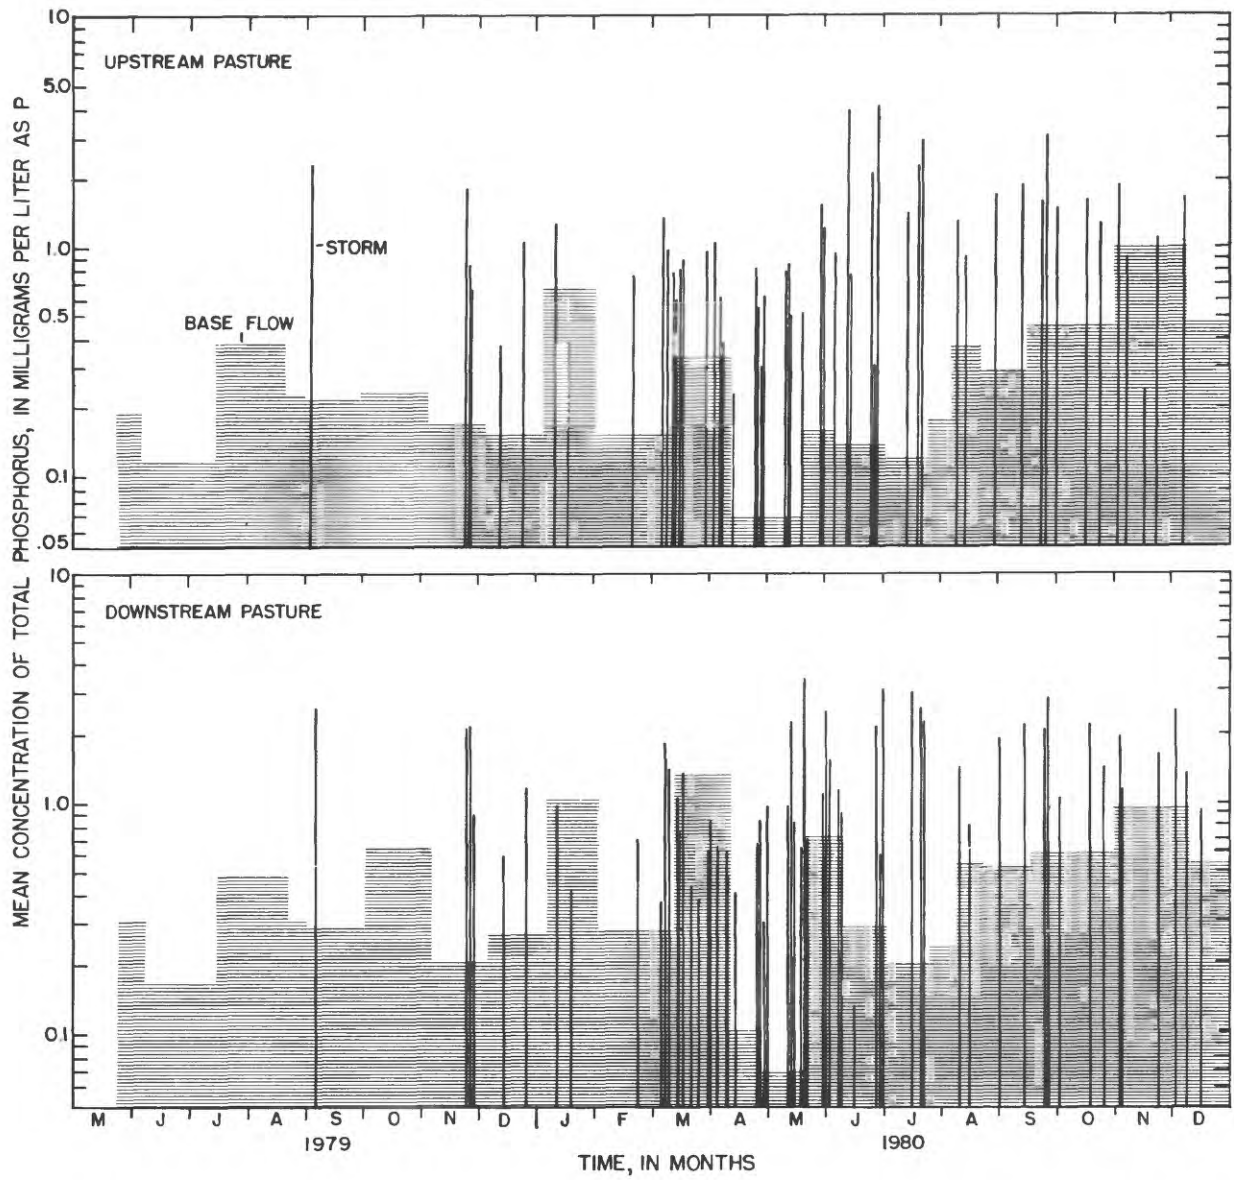 MEAN CONCENTRATION OF TOTAL PHOSPHORUS, IN MILLIGRAMS PER LITER AS P
10
UPSTREAM PASTURE
5.0
STORM
1.0
BASE FLOW
0.5
0.1
.05
10
DOWNSTREAM PASTURE
1.0
0.1
M J J A S O N D J F M A M J J A S O N D
1979 1980
TIME, IN MONTHS